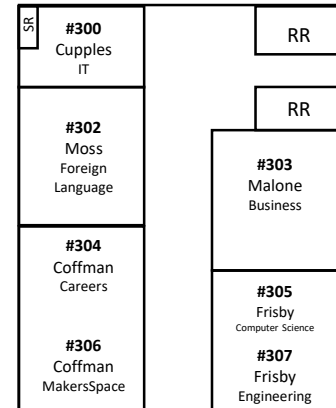 SR
#300
Cupples
IT
RR
RR
#302
Moss
Foreign
Language
#303
Malone
Business
#304
Coffman
Careers
#305
Frisby
Computer Science
#306
Coffman
MakersSpace
#307
Frisby
Engineering